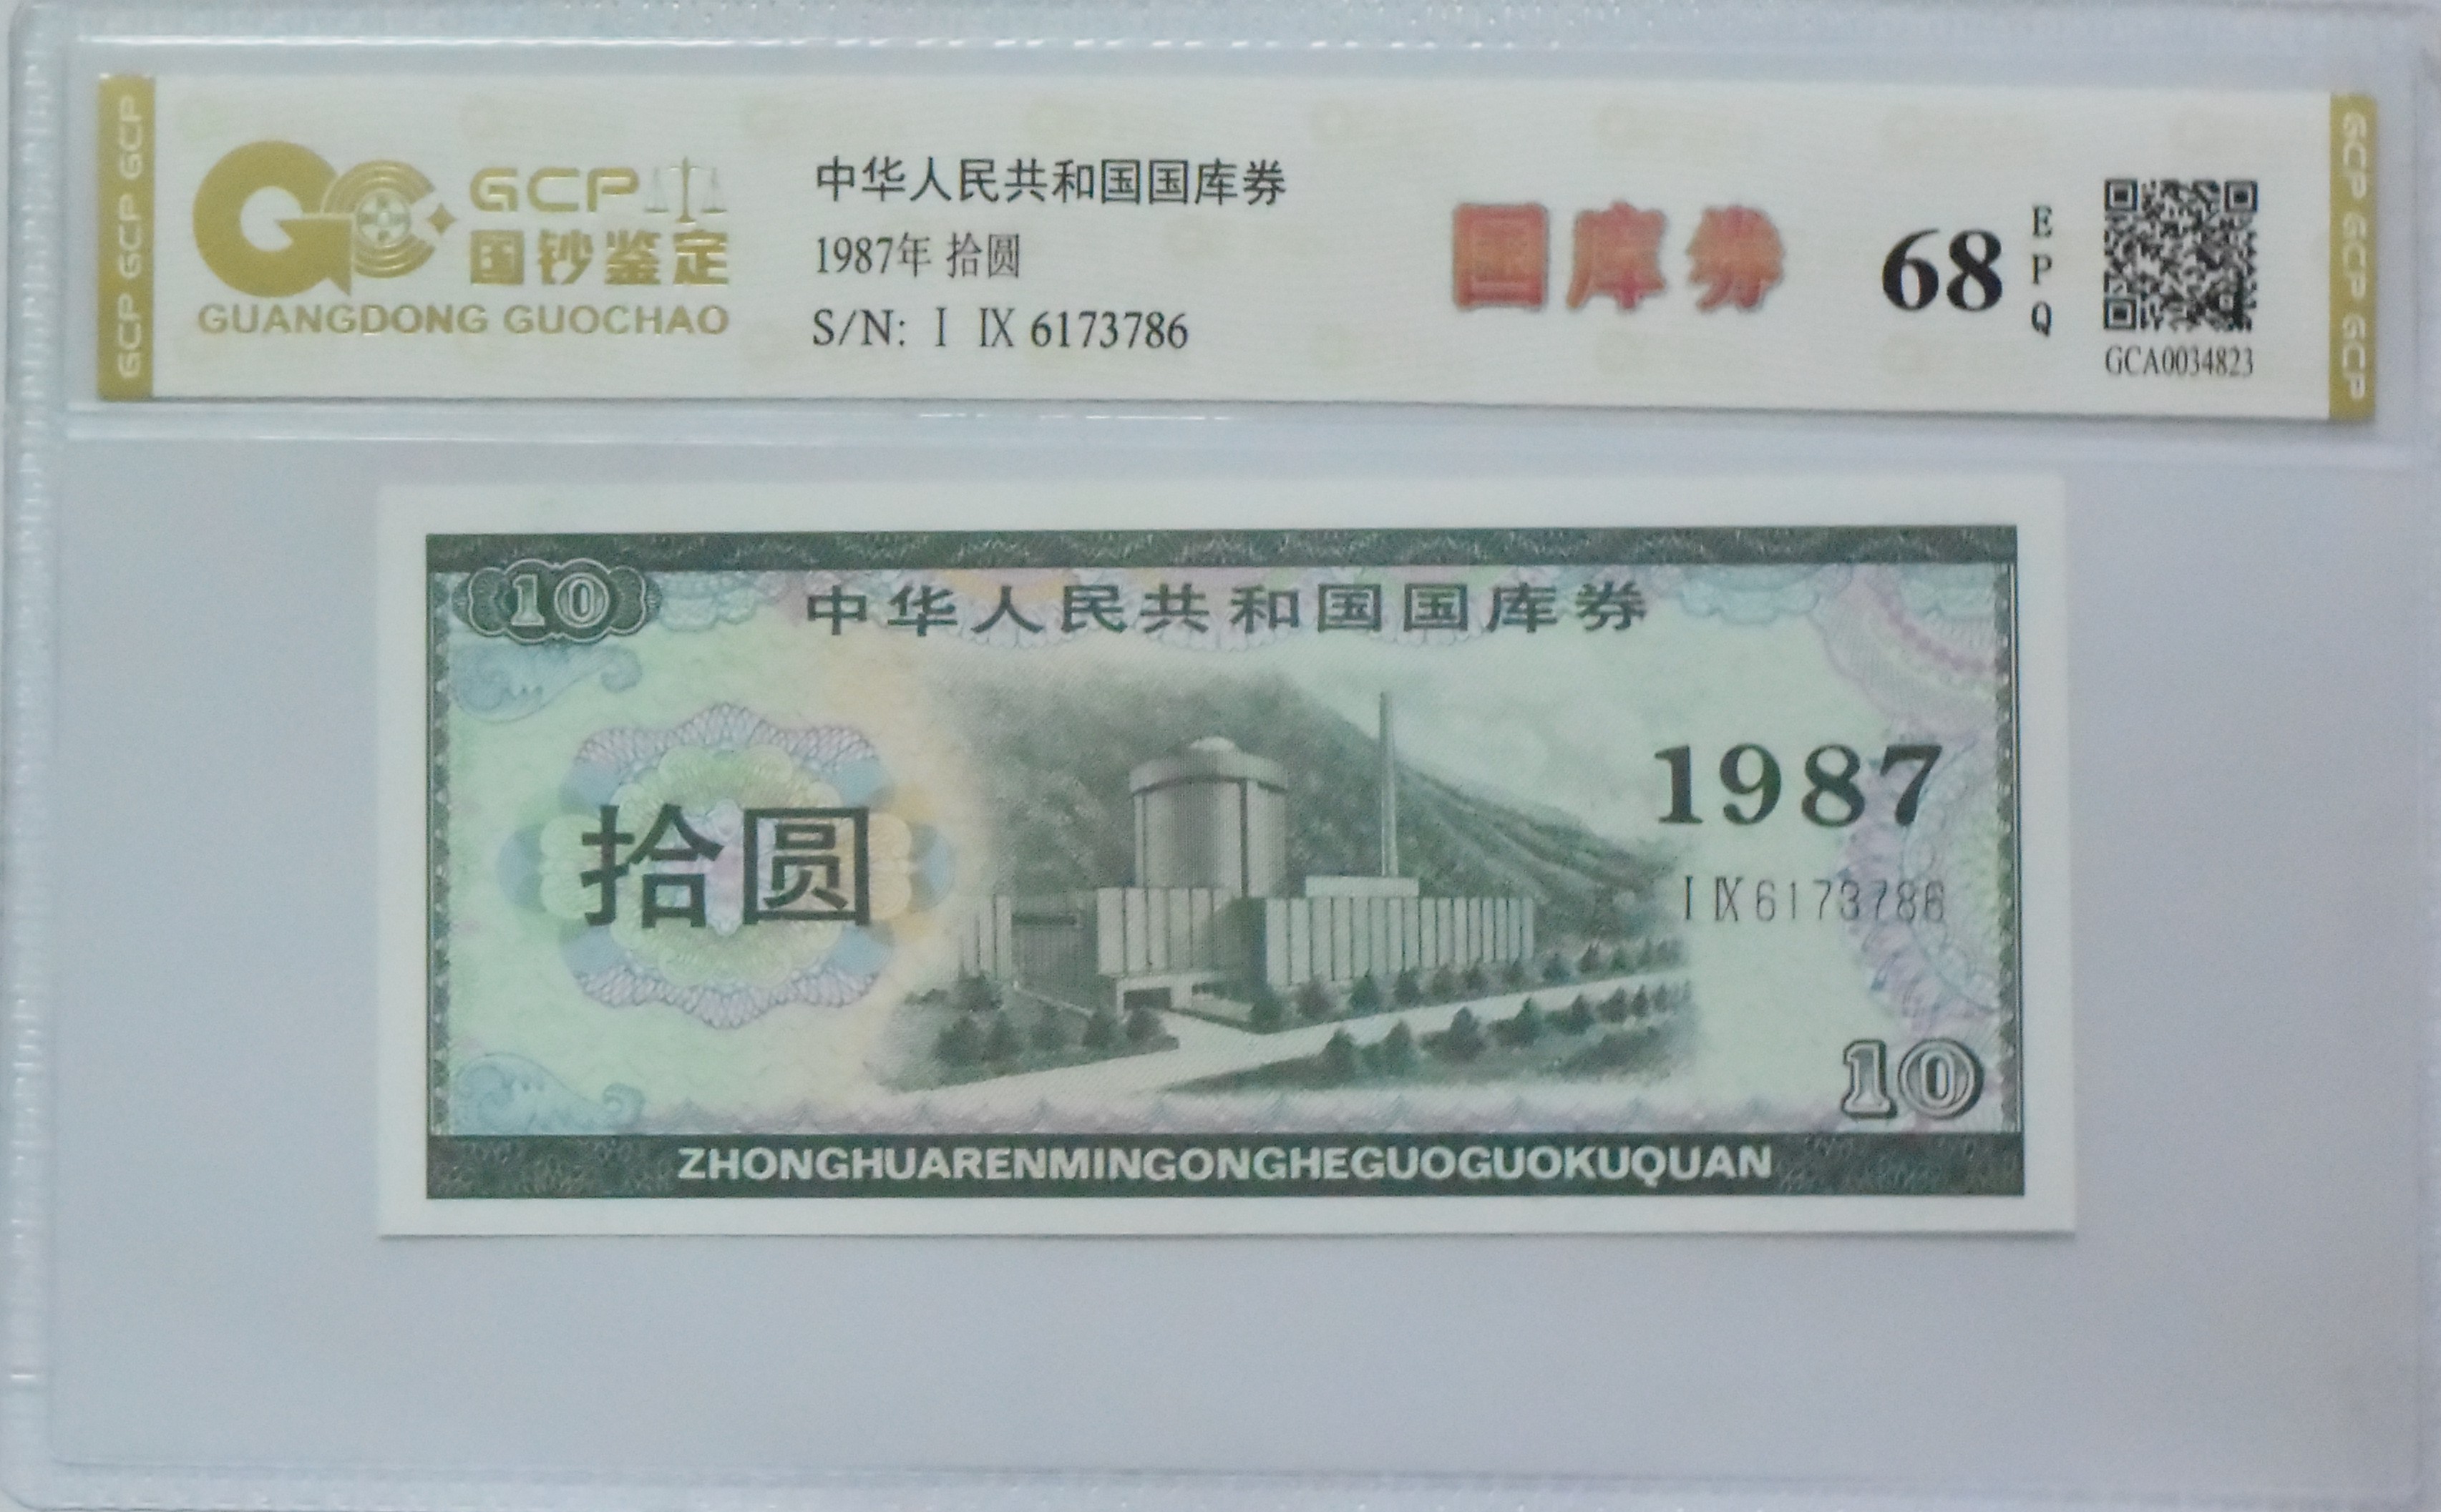 GCP GCP GCP
GCP
国钞鉴定
GUANGDONG GUOCHAO
中华人民共和国国库券
1987年 拾圆
S/N: I IX 6173786
国库券
68
EPQ
GCA0034823
GCP GCP GCP
10
中华人民共和国国库券
拾圆
1987
I IX 6173786
10
ZHONGHUARENMINGONGHEGUOGUOKUQUAN